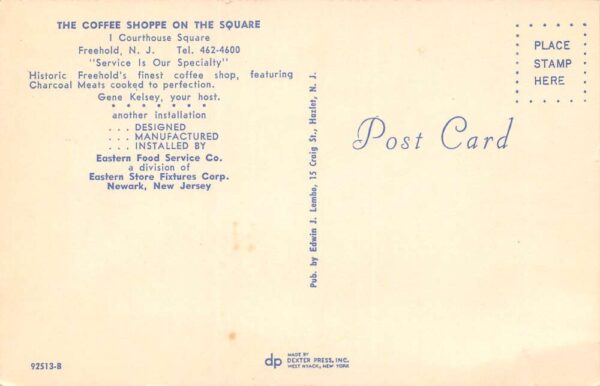 THE COFFEE SHOPPE ON THE SQUARE
1 Courthouse Square
Freehold, N. J. Tel. 462-4600
"Service Is Our Specialty"
Historic Freehold's finest coffee shop, featuring
Charcoal Meats cooked to perfection.
Gene Kelsey, your host.
* * * * * * *
another installation
. . . DESIGNED
. . . MANUFACTURED
. . . INSTALLED BY
Eastern Food Service Co.
a division of
Eastern Store Fixtures Corp.
Newark, New Jersey
92513-B
Pub. by Edwin J. Lembo, 15 Craig St., Hazlet, N. J.
dp
MADE BY
DEXTER PRESS, INC.
WEST NYACK, NEW YORK
Post Card
PLACE
STAMP
HERE